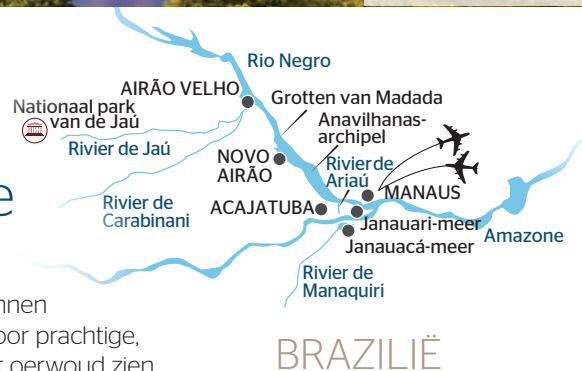 Rio Negro
AIRÃO VELHO
Grotten van Madada
Nationaal park
van de Jaú
Anavilhanas-
archipel
Rivier de Jaú
NOVO
AIRÃO
Rivier de
Ariaú
MANAUS
Rivier de
Carabinani
ACAJATUBA
Janauari-meer
Amazone
Janauacá-meer
Rivier de
Manaquiri
e
nnen
oor prachtige,
oerwoud zien
BRAZILIË